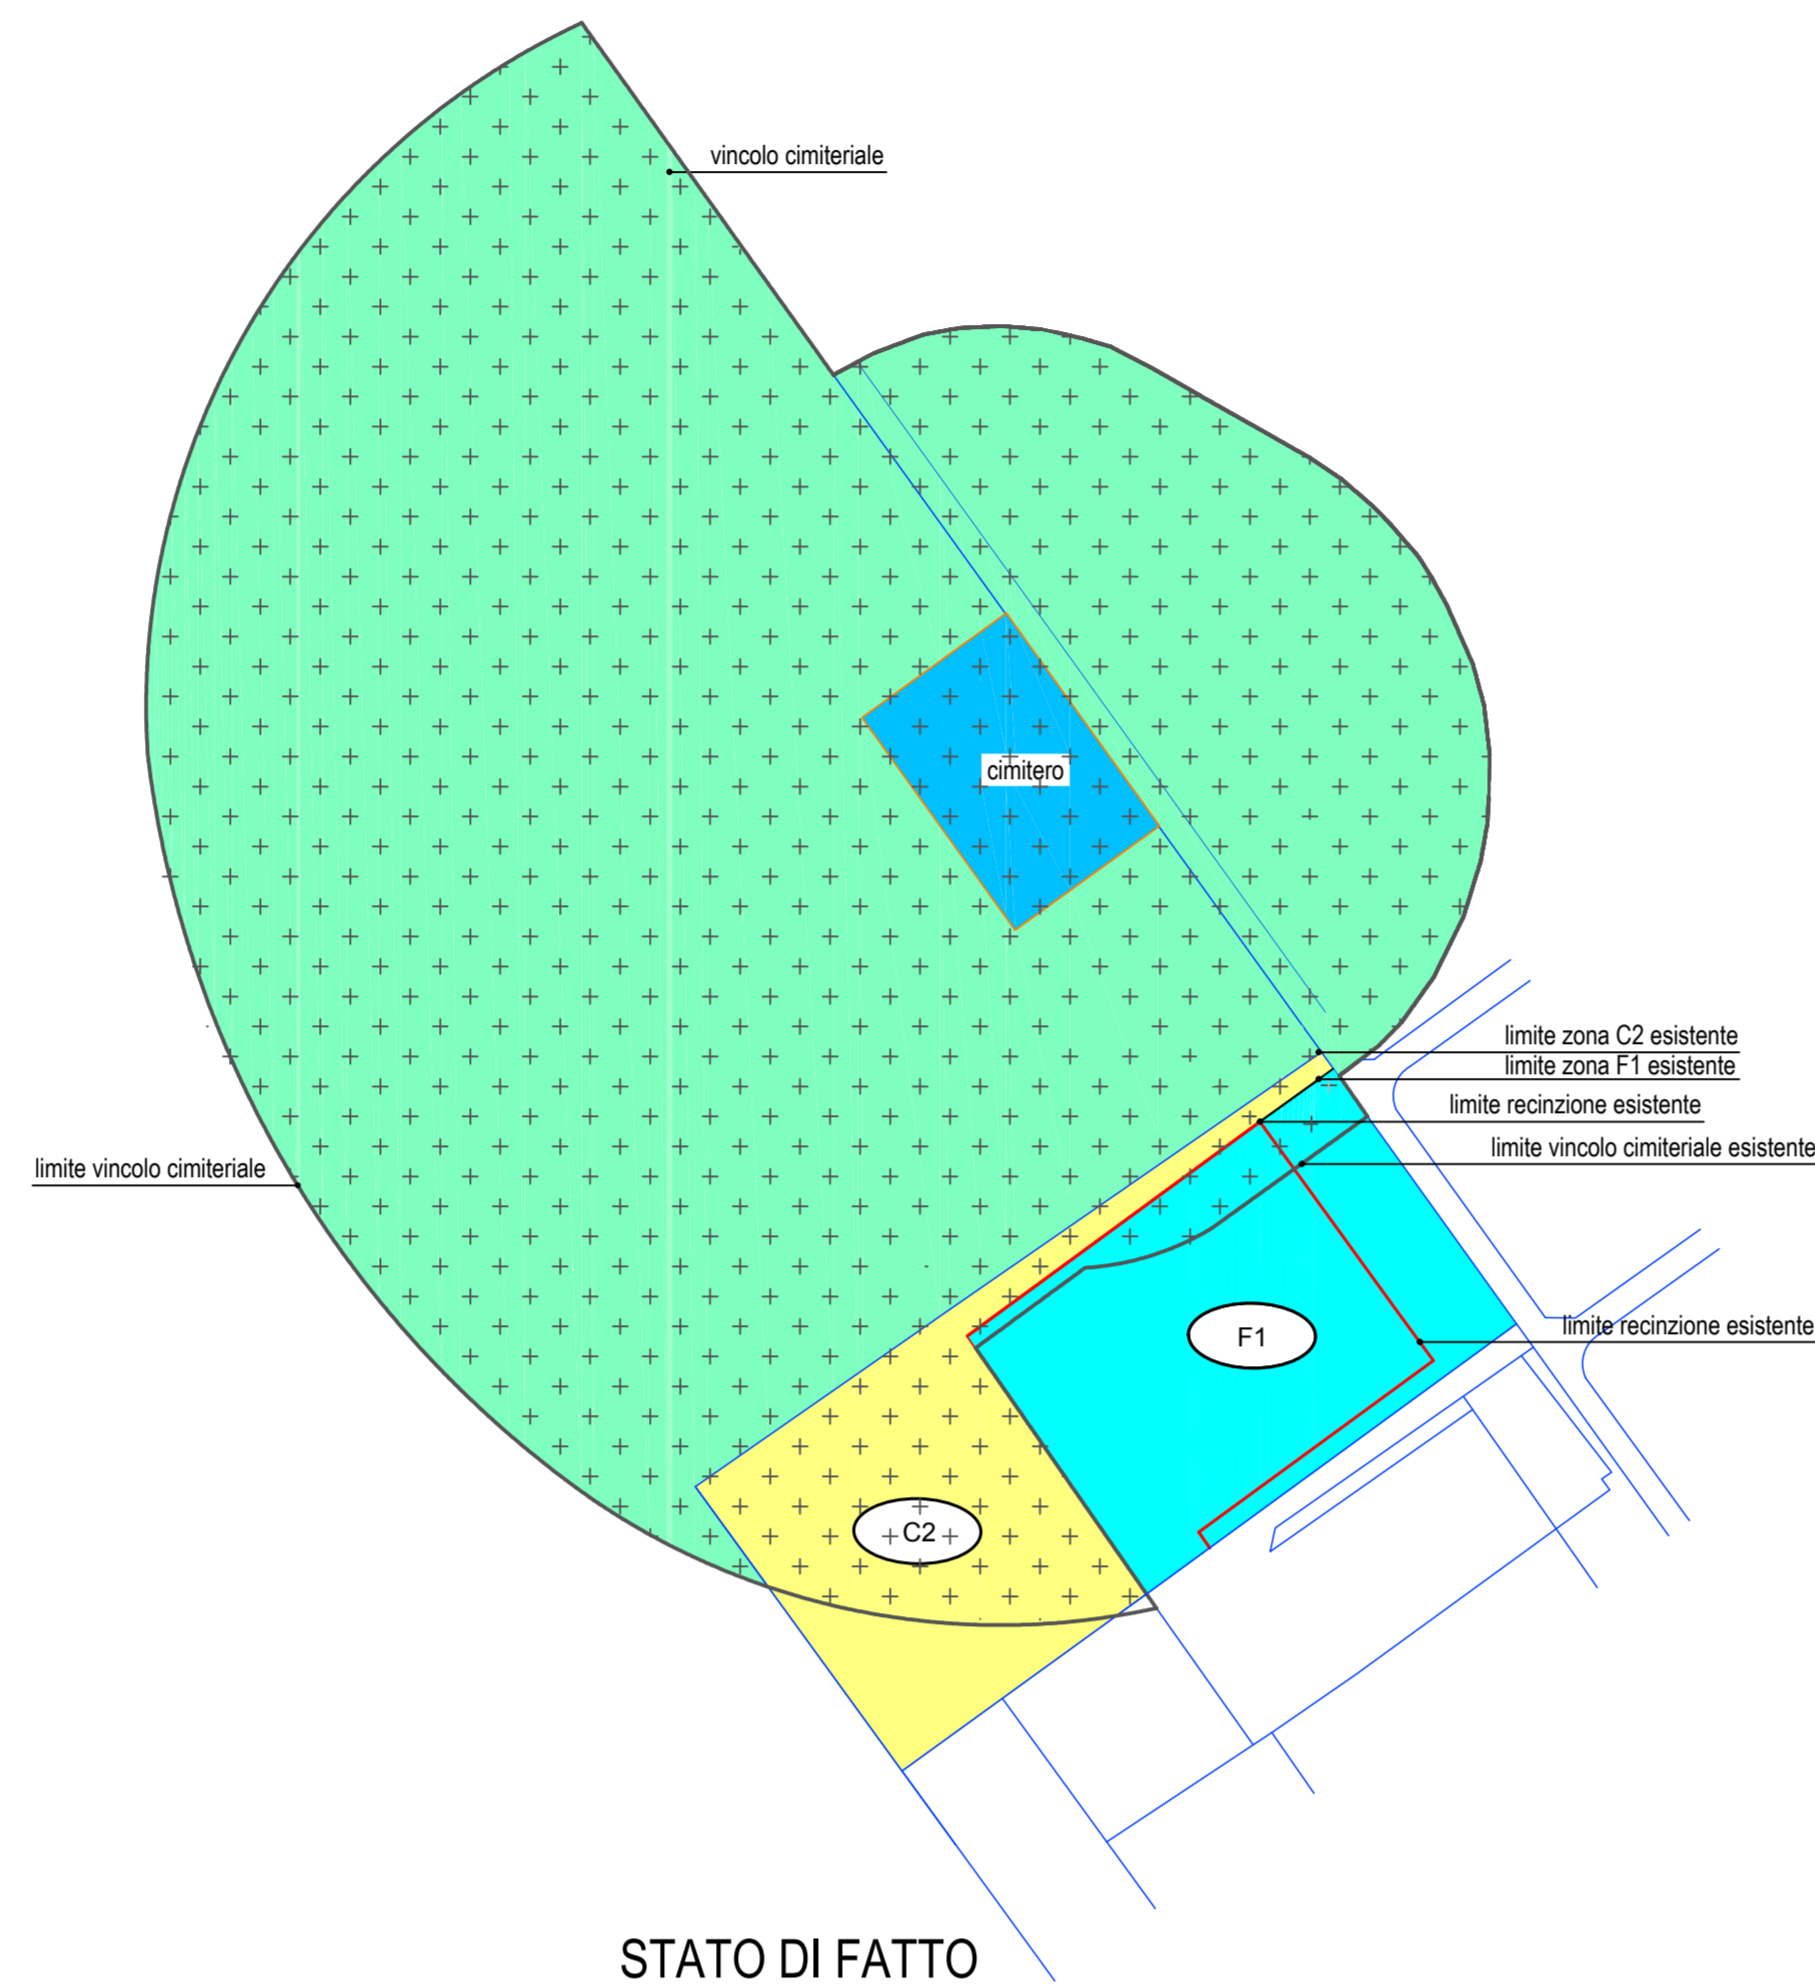 vincolo cimiteriale
cimitero
limite zona C2 esistente
limite zona F1 esistente
limite recinzione esistente
limite vincolo cimiteriale esistente
limite vincolo cimiteriale
limite recinzione esistente
F1
C2
STATO DI FATTO